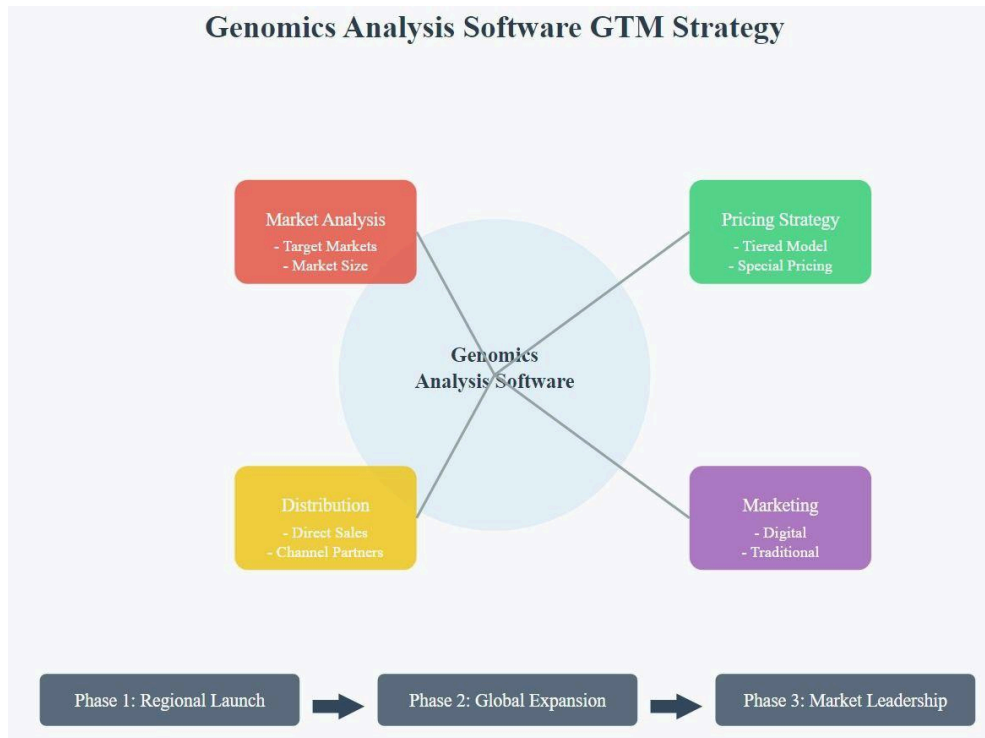 Genomics Analysis Software GTM Strategy
Market Analysis
- Target Markets
- Market Size
Pricing Strategy
- Tiered Model
- Special Pricing
Genomics
Analysis Software
Distribution
- Direct Sales
- Channel Partners
Marketing
- Digital
- Traditional
Phase 1: Regional Launch
Phase 2: Global Expansion
Phase 3: Market Leadership